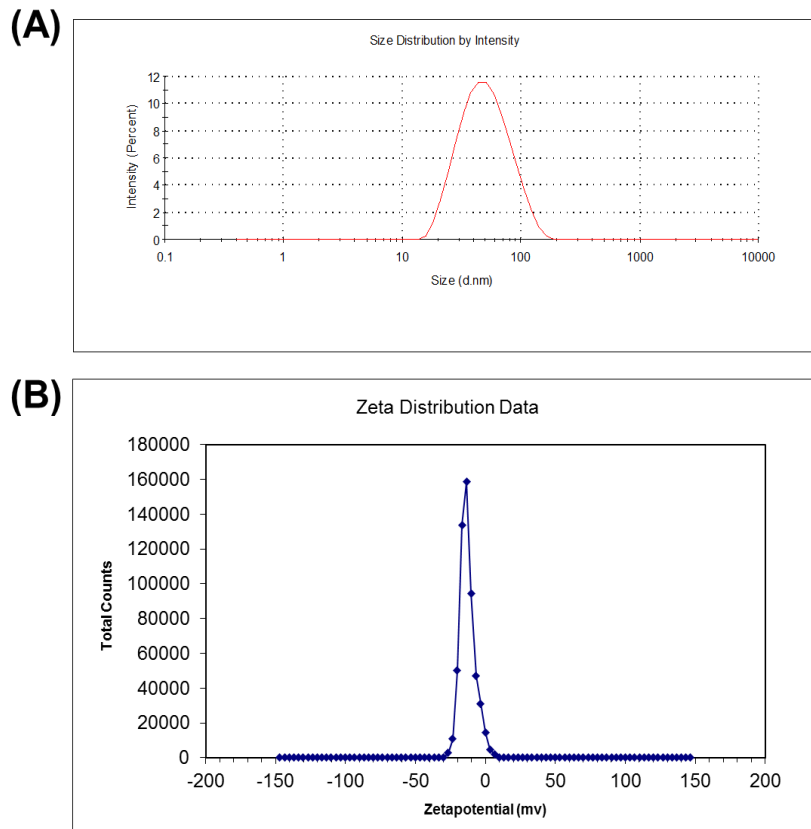 (A)
Size Distribution by Intensity
Intensity (Percent)
12
10
8
6
4
2
0
0.1 1 10 100 1000 10000
Size (d.nm)
(B)
Zeta Distribution Data
Total Counts
180000
160000
140000
120000
100000
80000
60000
40000
20000
0
-200 -150 -100 -50 0 50 100 150 200
Zetapotential (mv)